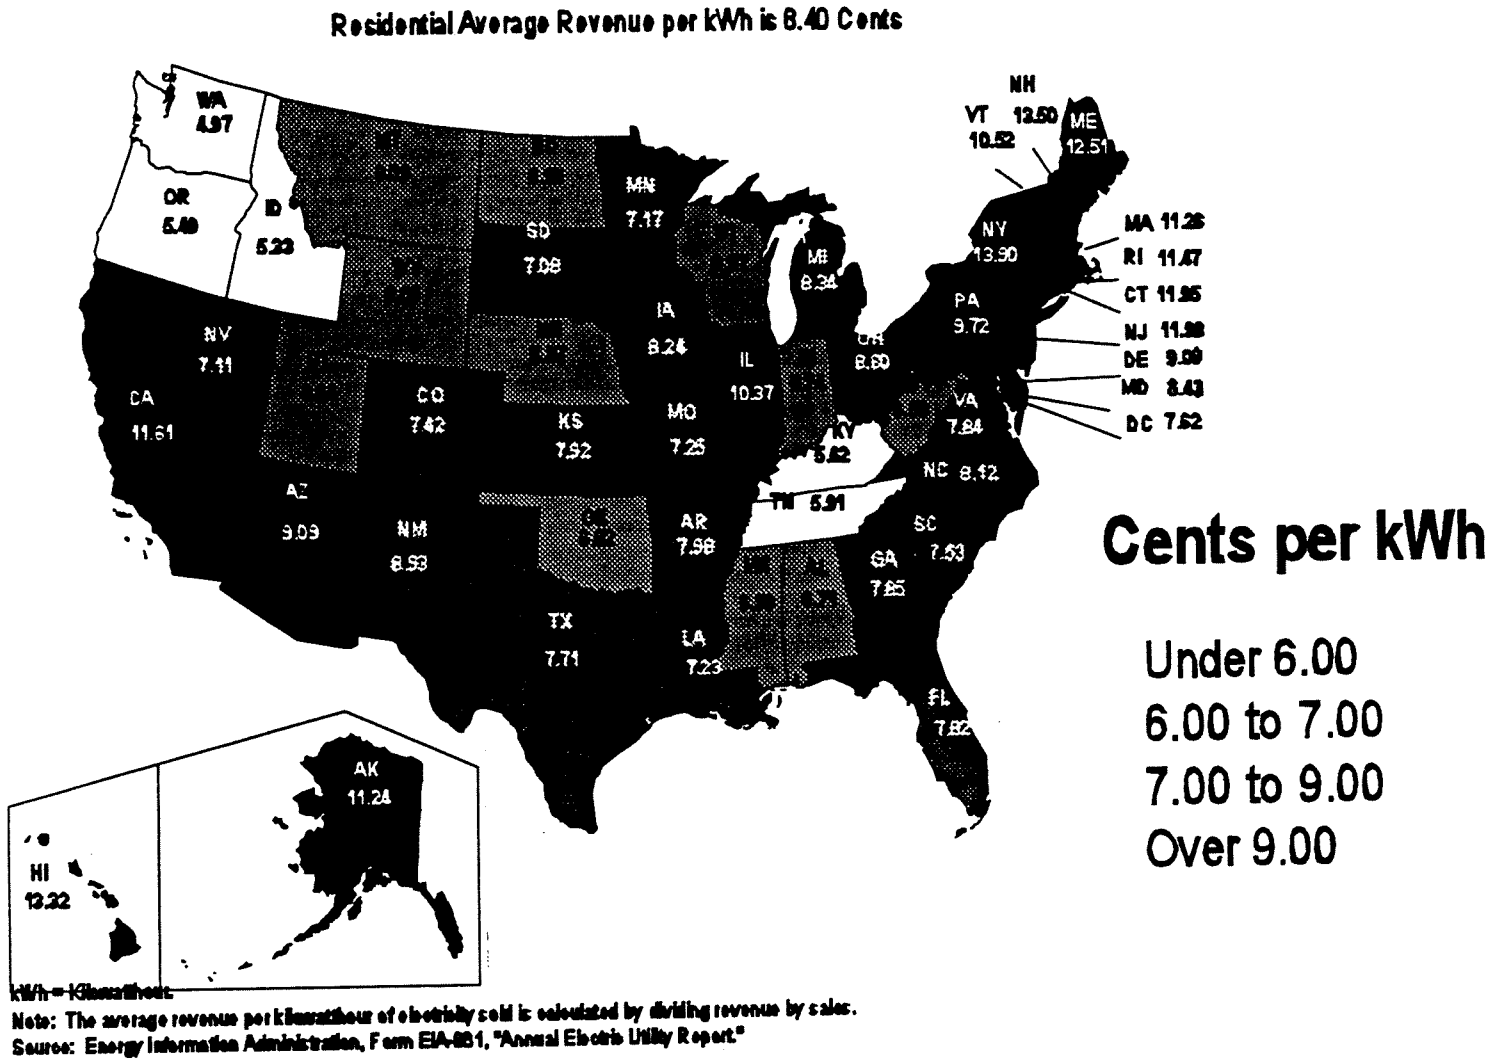 Residential Average Revenue per kWh is 8.40 Cents
NH
13.50
VT
10.52
ME
12.51
WA
4.97
OR
ID
5.23
MN
7.17
SD
7.08
NY
13.90
MI
8.34
MA 11.26
RI 11.47
CT 11.95
NJ
DE
MD 8.43
DC 7.62
PA
9.72
IA
8.24
NV
7.11
IL
10.37
OH
8.60
CA
11.61
CO
7.42
KS
7.92
MO
7.25
VA
7.84
KY
5.62
NC 8.12
TN 5.91
AZ
9.09
NM
8.93
AR
7.98
SC
7.53
GA
7.85
TX
7.71
LA
7.23
FL
7.82
AK
11.24
HI
13.32
Cents per kWh
Under 6.00
6.00 to 7.00
7.00 to 9.00
Over 9.00
kWh = Kilowatthour.
Note: The average revenue per kilowatthour of electricity sold is calculated by dividing revenue by sales.
Source: Energy Information Administration, Form EIA-861, "Annual Electric Utility Report."